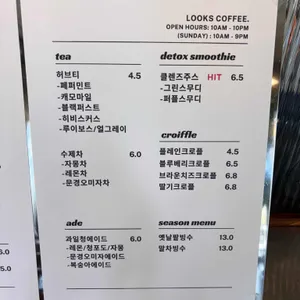 LOOKS COFFEE.
OPEN HOURS: 10AM - 10PM
(SUNDAY) : 10AM - 9PM
tea
허브티 4.5
-페퍼민트
-캐모마일
-블랙퍼스트
-히비스커스
-루이보스/얼그레이
수제차 6.0
-자몽차
-레몬차
-문경오미자차
ade
과일청에이드 6.0
-레몬/청포도/자몽
-문경오미자에이드
-복숭아에이드
detox smoothie
클렌즈주스 HIT 6.5
-그린스무디
-퍼플스무디
croiffle
플레인크로플 4.5
블루베리크로플 6.5
브라운치즈크로플 6.8
딸기크로플 6.8
season menu
옛날팥빙수 13.0
말차빙수 13.0
5.0
5.0